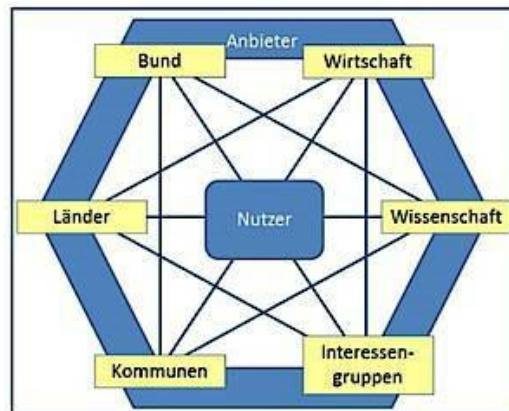 Anbieter
Bund
Wirtschaft
Länder
Nutzer
Wissenschaft
Kommunen
Interessen-
gruppen